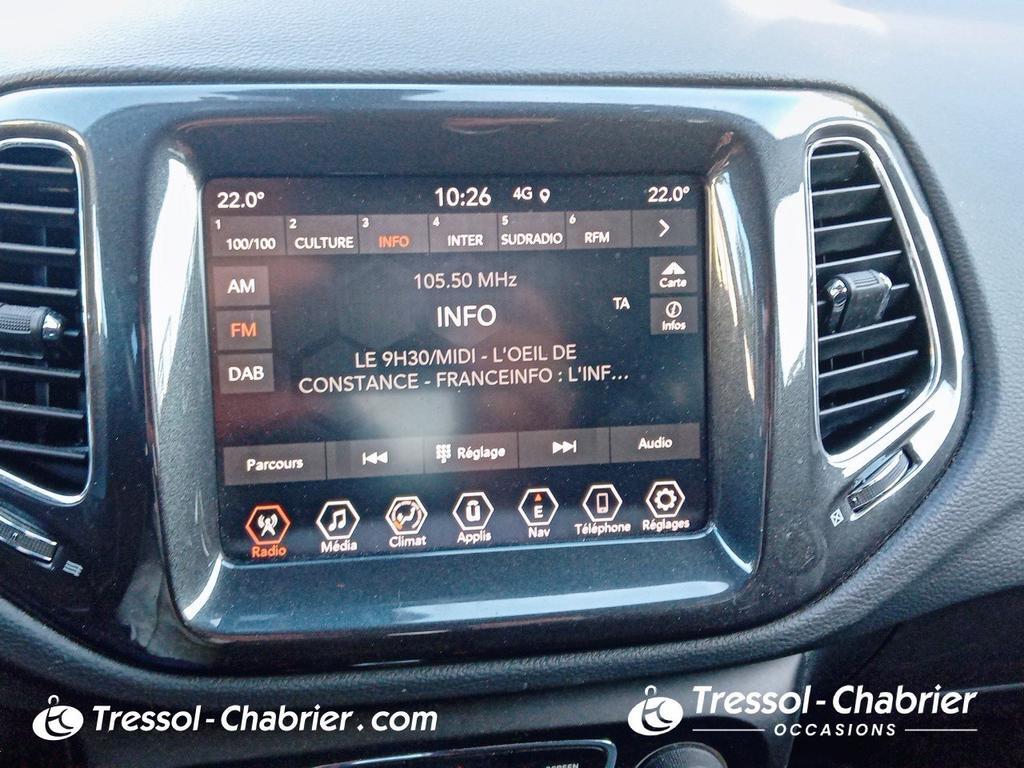 22.0° 10:26 4G 22.0°
1 100/100 2 CULTURE 3 INFO 4 INTER 5 SUDRADIO 6 RFM
AM
FM
DAB
105.50 MHz
INFO
TA
Carte
Infos
LE 9H30/MIDI - L'OEIL DE
CONSTANCE - FRANCEINFO : L'INF...
Parcours Réglage Audio
Radio Média Climat Applis E Nav Téléphone Réglages
Tressol-Chabrier.com
Tressol-Chabrier
OCCASIONS
SCREEN